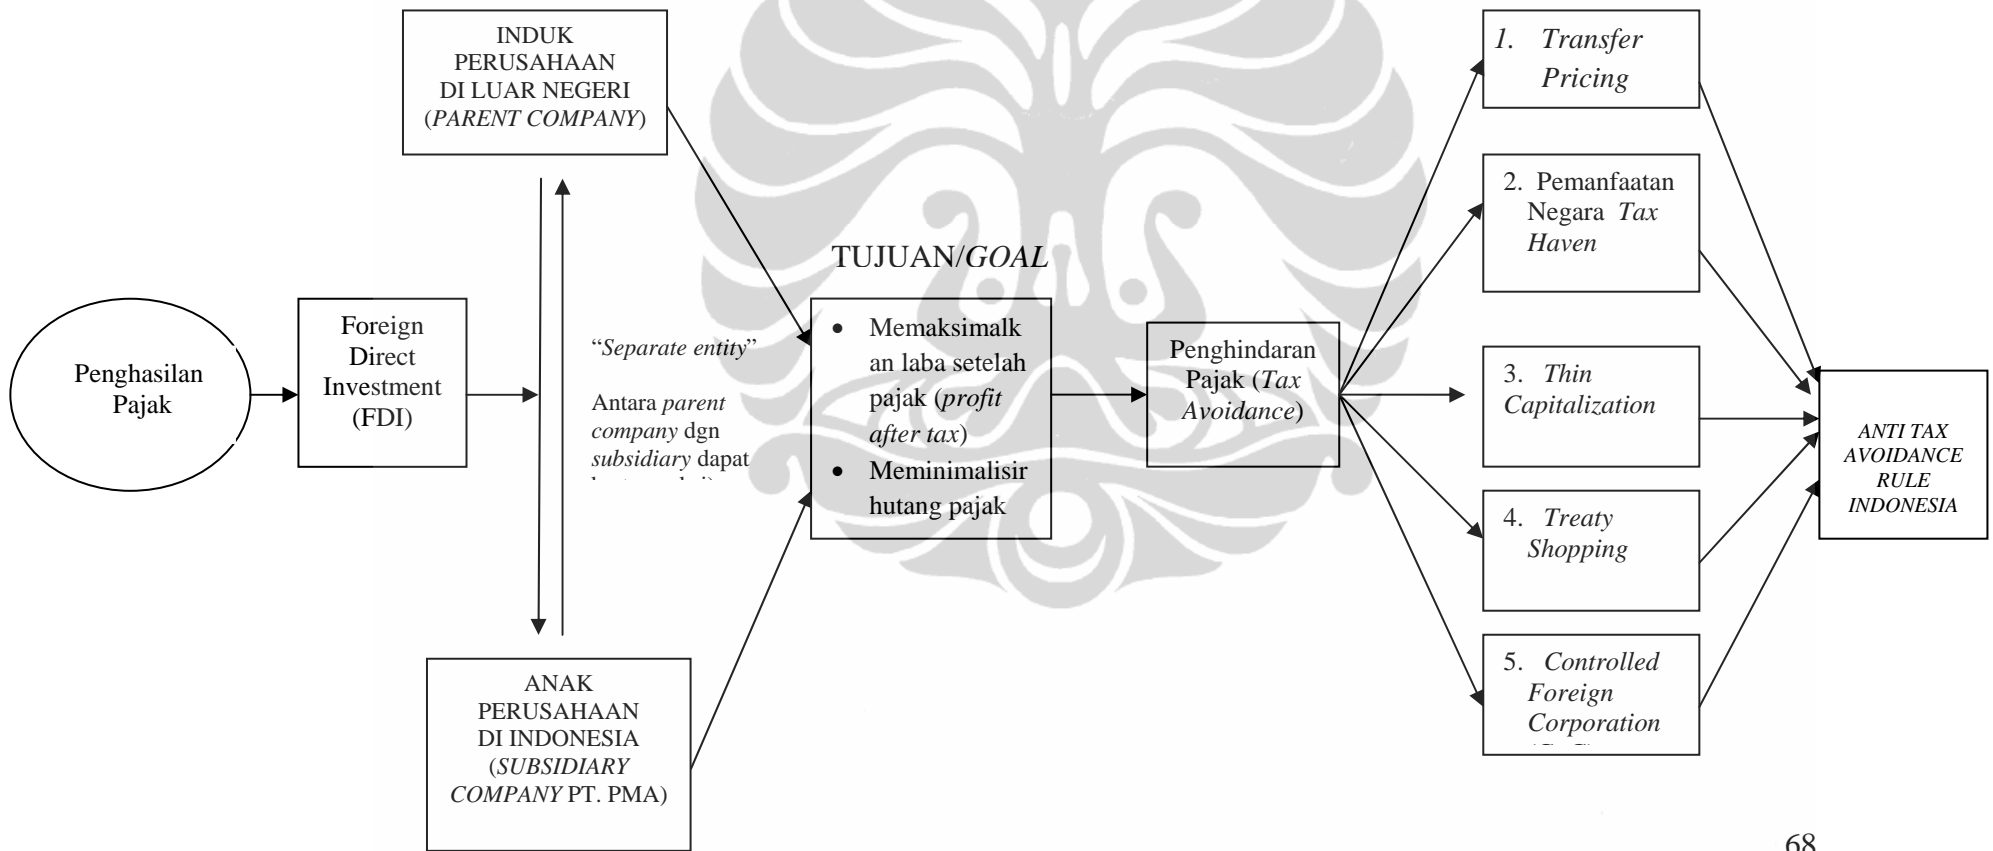 Penghasilan
Pajak
Foreign
Direct
Investment
(FDI)
INDUK
PERUSAHAAN
DI LUAR NEGERI
(PARENT COMPANY)
“Separate entity”
Antara parent
company dgn
subsidiary dapat
ANAK
PERUSAHAAN
DI INDONESIA
(SUBSIDIARY
COMPANY PT. PMA)
TUJUAN/GOAL
• Memaksimalk
an laba setelah
pajak (profit
after tax)
• Meminimalisir
hutang pajak
Penghindaran
Pajak (Tax
Avoidance)
1. Transfer
Pricing
2. Pemanfaatan
Negara Tax
Haven
3. Thin
Capitalization
4. Treaty
Shopping
5. Controlled
Foreign
Corporation
ANTI TAX
AVOIDANCE
RULE
INDONESIA
68